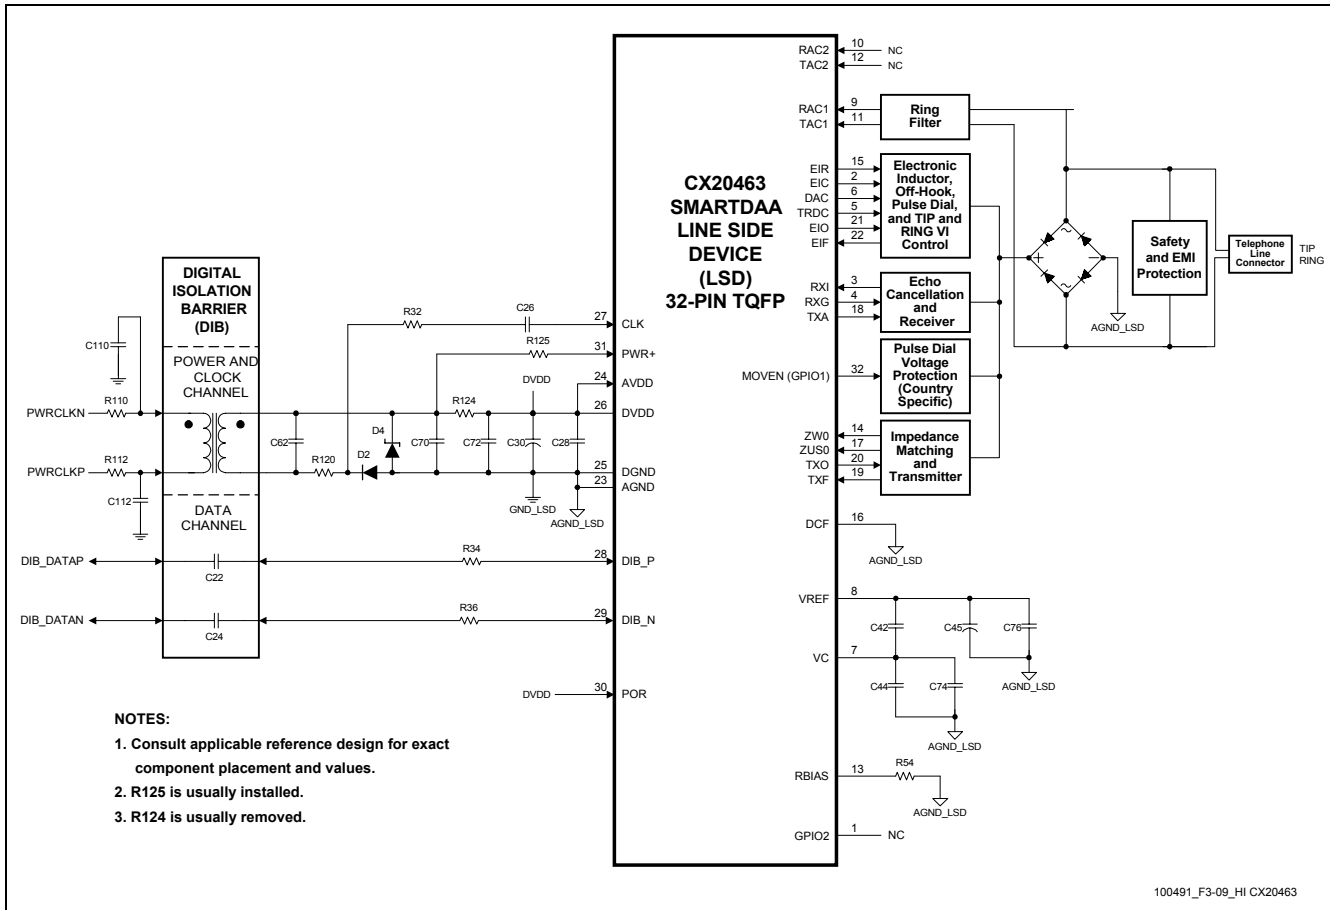 RAC2 10 NC
TAC2 12 NC
RAC1 9
TAC1 11
Ring
Filter
EIR 15
EIC 2
DAC 6
TRDC 5
EIO 21
EIF 22
Electronic
Inductor,
Off-Hook,
Pulse Dial,
and TIP and
RING VI
Control
CX20463
SMARTDAA
LINE SIDE
DEVICE
(LSD)
32-PIN TQFP
Safety
and EMI
Protection
Telephone
Line
Connector
TIP
RING
~
+
−
~
AGND_LSD
RXI 3
RXG 4
TXA 18
Echo
Cancellation
and
Receiver
MOVEN (GPIO1) 32
Pulse Dial
Voltage
Protection
(Country
Specific)
ZW0 14
ZUS0 17
TXO 20
TXF 19
Impedance
Matching
and
Transmitter
DCF 16
AGND_LSD
VREF 8
C42
C45
C76
AGND_LSD
VC 7
C44
C74
AGND_LSD
RBIAS 13
R54
AGND_LSD
GPIO2 1 NC
DIGITAL
ISOLATION
BARRIER
(DIB)
POWER AND
CLOCK
CHANNEL
C110
R110
PWRCLKN
R112
PWRCLKP
C112
DATA
CHANNEL
R32
C26
27 CLK
R125
31 PWR+
DVDD
24 AVDD
R124
26 DVDD
C62
D4
C70
C72
C30
C28
R120
D2
25 DGND
23 AGND
GND_LSD
AGND_LSD
DIB_DATAP
C22
R34
28 DIB_P
DIB_DATAN
C24
R36
29 DIB_N
DVDD
30 POR
NOTES:
1. Consult applicable reference design for exact
component placement and values.
2. R125 is usually installed.
3. R124 is usually removed.
100491_F3-09_HI CX20463